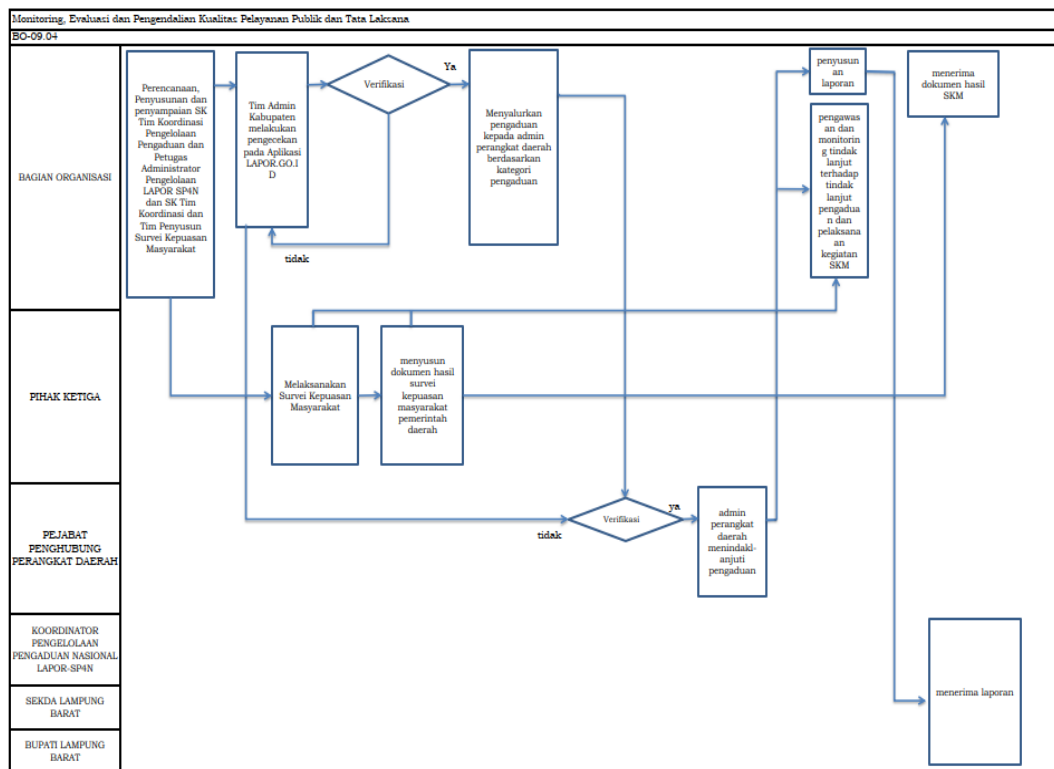 Monitoring, Evaluasi dan Pengendalian Kualitas Pelayanan Publik dan Tata Laksana
BO-09.04
BAGIAN ORGANISASI
Perencanaan,
Penyusunan dan
penyampaian SK
Tim Koordinasi
Pengelolaan
Pengaduan dan
Petugas
Administrator
Pengelolaan
LAPOR SP4N
dan SK Tim
Koordinasi dan
Tim Penyusun
Survei Kepuasan
Masyarakat
Tim Admin
Kabupaten
melakukan
pengecekan
pada Aplikasi
LAPOR.GO.I
D
Verifikasi
Ya
tidak
Menyalurkan
pengaduan
kepada admin
perangkat daerah
berdasarkan
kategori
pengaduan
penyusun
an
laporan
pengawasa
n dan
monitorin
g tindak
lanjut
terhadap
tindak
lanjut
pengadua
n dan
pelaksana
an
kegiatan
SKM
menerima
dokumen hasil
SKM
PIHAK KETIGA
Melaksanakan
Survei Kepuasan
Masyarakat
menyusun
dokumen hasil
survei
kepuasan
masyarakat
pemerintah
daerah
PEJABAT
PENGHUBUNG
PERANGKAT DAERAH
tidak
Verifikasi
ya
admin
perangkat
daerah
menindakl-
anjuti
pengaduan
KOORDINATOR
PENGELOLAAN
PENGADUAN NASIONAL
LAPOR-SP4N
SEKDA LAMPUNG
BARAT
BUPATI LAMPUNG
BARAT
menerima laporan